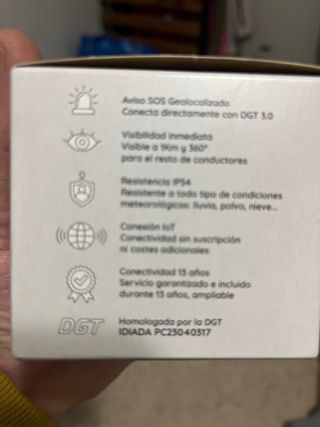 Aviso SOS Geolocalizado
Conecta directamente con DGT 3.0
Visibilidad inmediata
Visible a 1Km y 360°
para el resto de conductores
Resistencia IP54
Resistente a todo tipo de condiciones
meteorológicas: lluvia, polvo, nieve...
Conexión IoT
Conectividad sin suscripción
ni costes adicionales
Conectividad 13 años
Servicio garantizado e incluido
durante 13 años, ampliable
DGT
Homologada por la DGT
IDIADA PC23040317